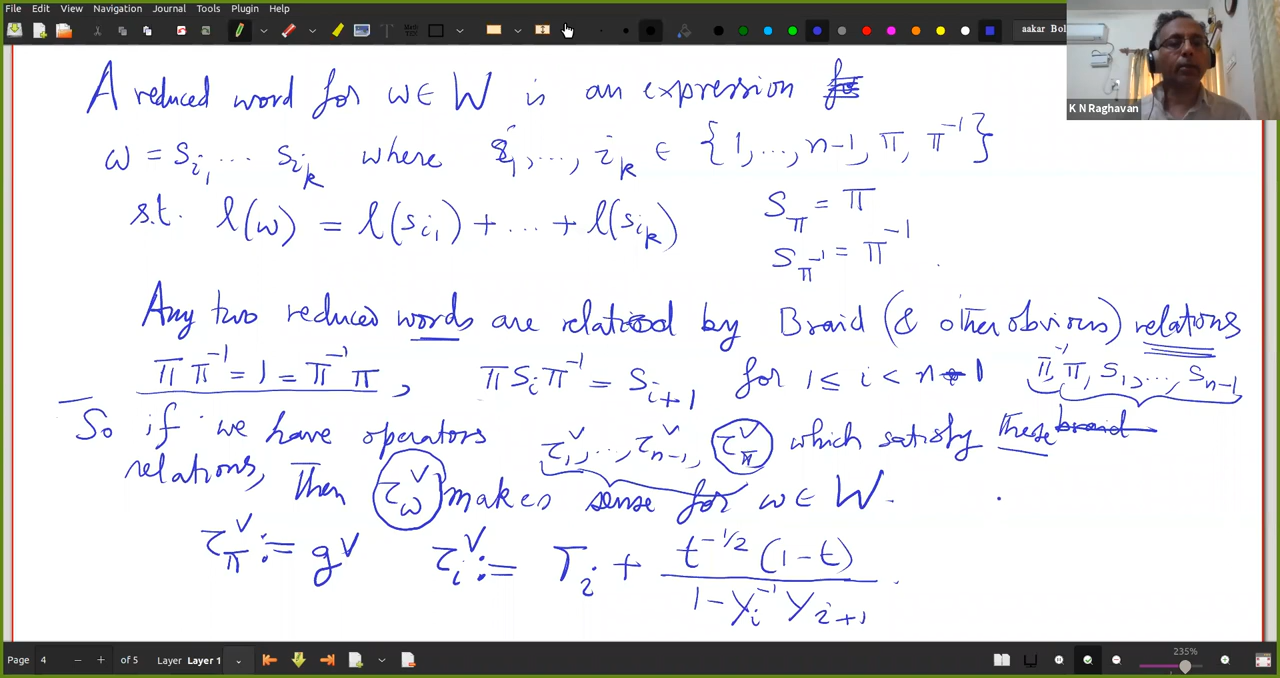 File Edit View Navigation Journal Tools Plugin Help
aakar Bol
K N Raghavan
A reduced word for w ∈ W is an expression
w = s_{i_1} ... s_{i_k} where i_1, ..., i_k ∈ {1, ..., n-1, π, π^{-1}}
s.t. l(w) = l(s_{i_1}) + ... + l(s_{i_k})
s_π = π
s_{π^{-1}} = π^{-1}
Any two reduced words are related by Braid (& other obvious) relations
π π^{-1} = 1 = π^{-1} π, π s_i π^{-1} = s_{i+1} for 1 ≤ i < n-1 π^{-1}, π, s_1, ..., s_{n-1}
So if we have operators τ_1^∨, ..., τ_{n-1}^∨, τ_π^∨ which satisfy these
relations, then τ_w^∨ makes sense for w ∈ W.
τ_π^∨ := g^∨ τ_i^∨ := T_i + \frac{t^{-1/2}(1-t)}{1 - Y_i^{-1} Y_{i+1}}
Page 4 of 5 Layer Layer 1 235%